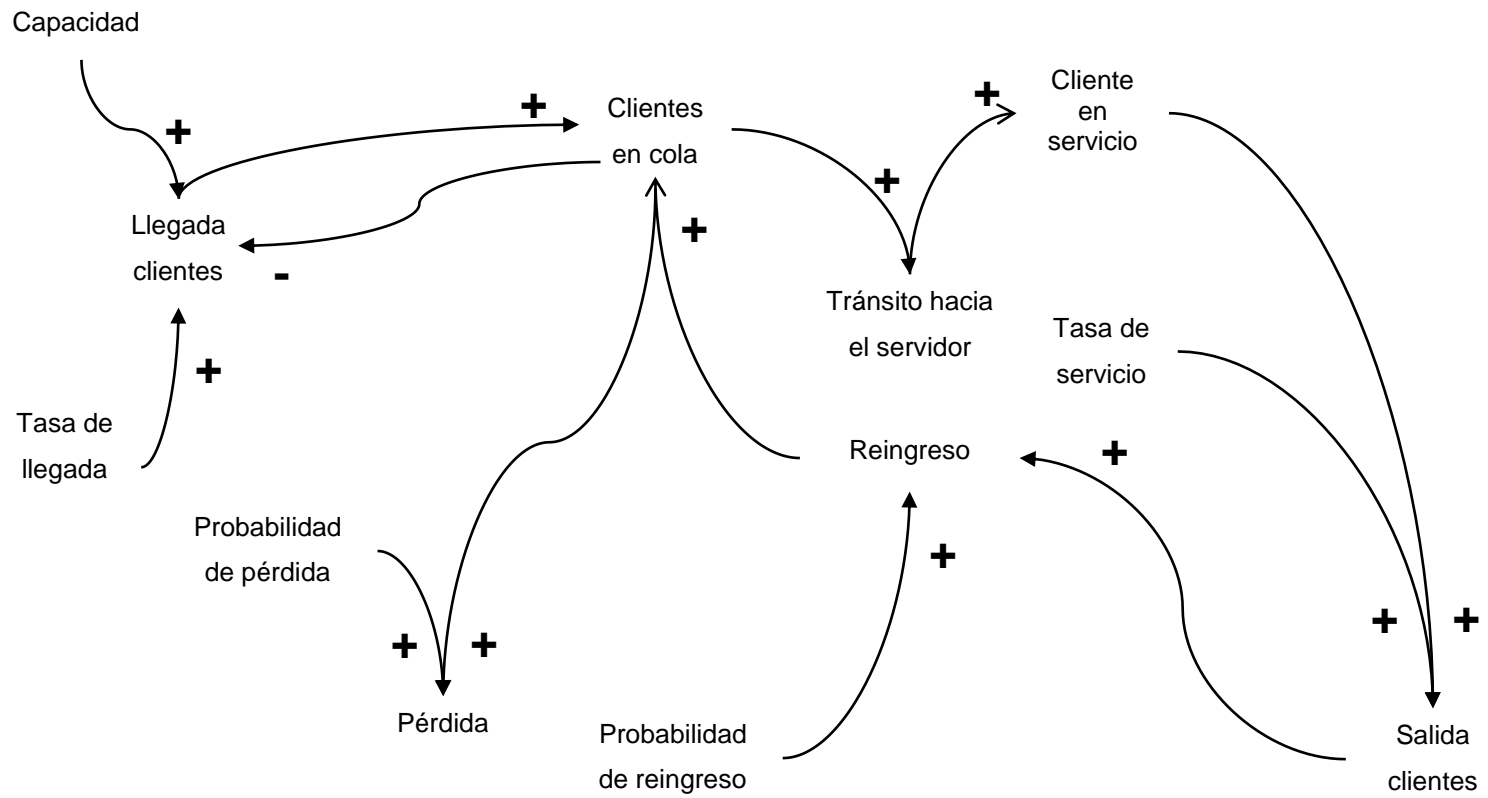 Capacidad
+
+
Clientes
en cola
+
Cliente
en
servicio
+
+
Llegada
clientes
-
Tránsito hacia
el servidor
Tasa de
servicio
+
Tasa de
llegada
Reingreso
+
Probabilidad
de pérdida
+
+
+
+
+
Pérdida
Probabilidad
de reingreso
Salida
clientes